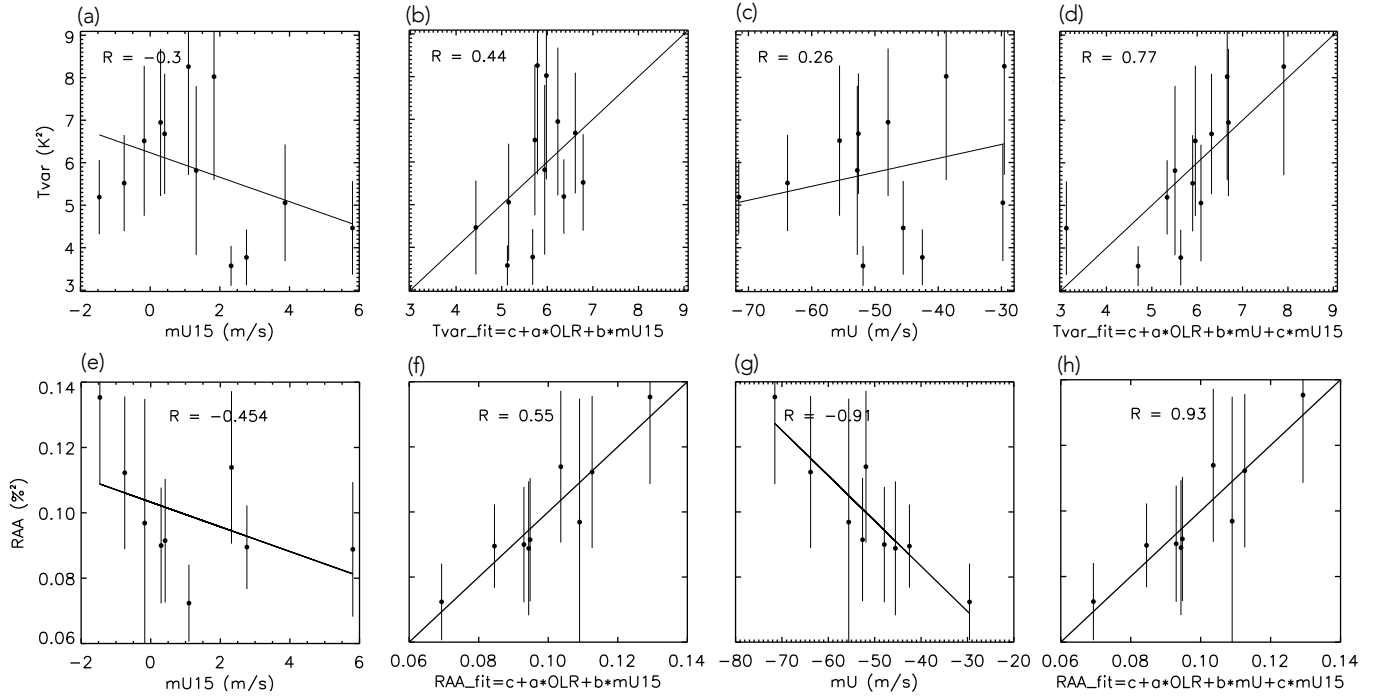 (a) (b) (c) (d)
R = -0.3 R = 0.44 R = 0.26 R = 0.77
9
8
7
6
5
4
3
Tvar (K²)
-2 0 2 4 6 3 4 5 6 7 8 9 -70 -60 -50 -40 -30 3 4 5 6 7 8 9
mU15 (m/s) Tvar_fit=c+a*OLR+b*mU15 mU (m/s) Tvar_fit=c+a*OLR+b*mU+c*mU15
(e) (f) (g) (h)
R = -0.454 R = 0.55 R = -0.91 R = 0.93
0.14
0.12
0.10
0.08
0.06
RAA (%²)
-2 0 2 4 6 0.06 0.08 0.10 0.12 0.14 -80 -70 -60 -50 -40 -30 -20 0.06 0.08 0.10 0.12 0.14
mU15 (m/s) RAA_fit=c+a*OLR+b*mU15 mU (m/s) RAA_fit=c+a*OLR+b*mU+c*mU15